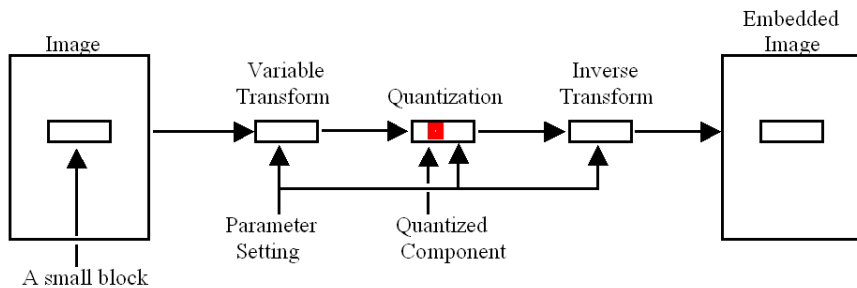 Image
Variable
Transform
Quantization
Inverse
Transform
Embedded
Image
Parameter
Setting
Quantized
Component
A small block